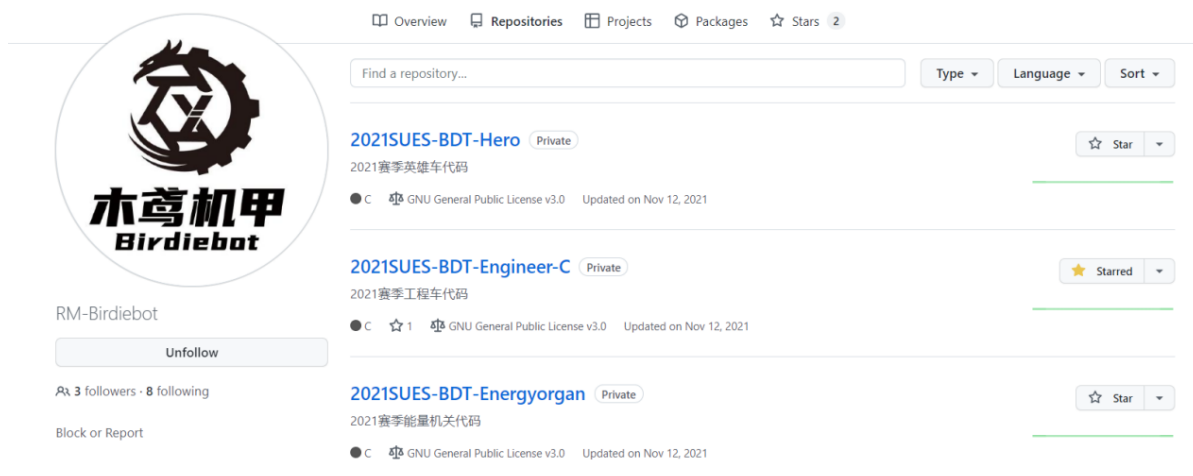 Overview Repositories Projects Packages Stars 2
Find a repository... Type Language Sort
木鸢机甲
Birdiebot
RM-Birdiebot
Unfollow
3 followers · 8 following
Block or Report
2021SUES-BDT-Hero Private Star
2021赛季英雄车代码
C GNU General Public License v3.0 Updated on Nov 12, 2021
2021SUES-BDT-Engineer-C Private Starred
2021赛季工程车代码
C 1 GNU General Public License v3.0 Updated on Nov 12, 2021
2021SUES-BDT-Energyorgan Private Star
2021赛季能量机关代码
C GNU General Public License v3.0 Updated on Nov 12, 2021